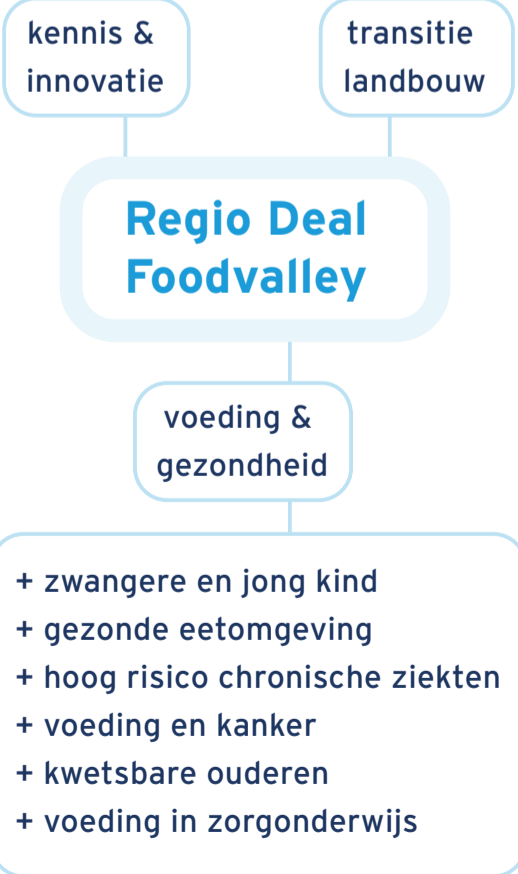 kennis &
innovatie
transitie
landbouw
Regio Deal
Foodvalley
voeding &
gezondheid
+ zwangere en jong kind
+ gezonde eetomgeving
+ hoog risico chronische ziekten
+ voeding en kanker
+ kwetsbare ouderen
+ voeding in zorgonderwijs